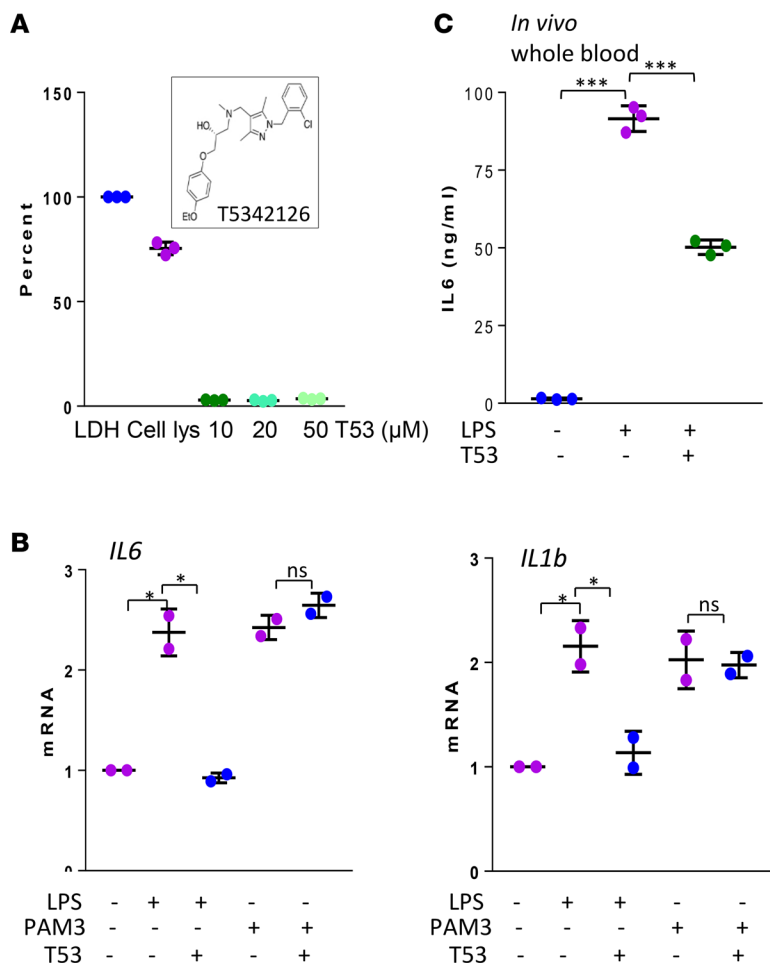 A
150
100
50
0
Percent
N
HO
O
N
N
Cl
EtO
T5342126
LDH Cell lys 10 20 50 T53 (µM)
C
In vivo
whole blood
***
***
100
75
50
25
0
IL6 (ng/ml)
LPS - + +
T53 - - +
B
IL6
3
2
1
0
mRNA
*
*
ns
LPS - + + - -
PAM3 - - - + +
T53 - - + - +
IL1b
3
2
1
0
mRNA
*
*
ns
LPS - + + - -
PAM3 - - - + +
T53 - - + - +